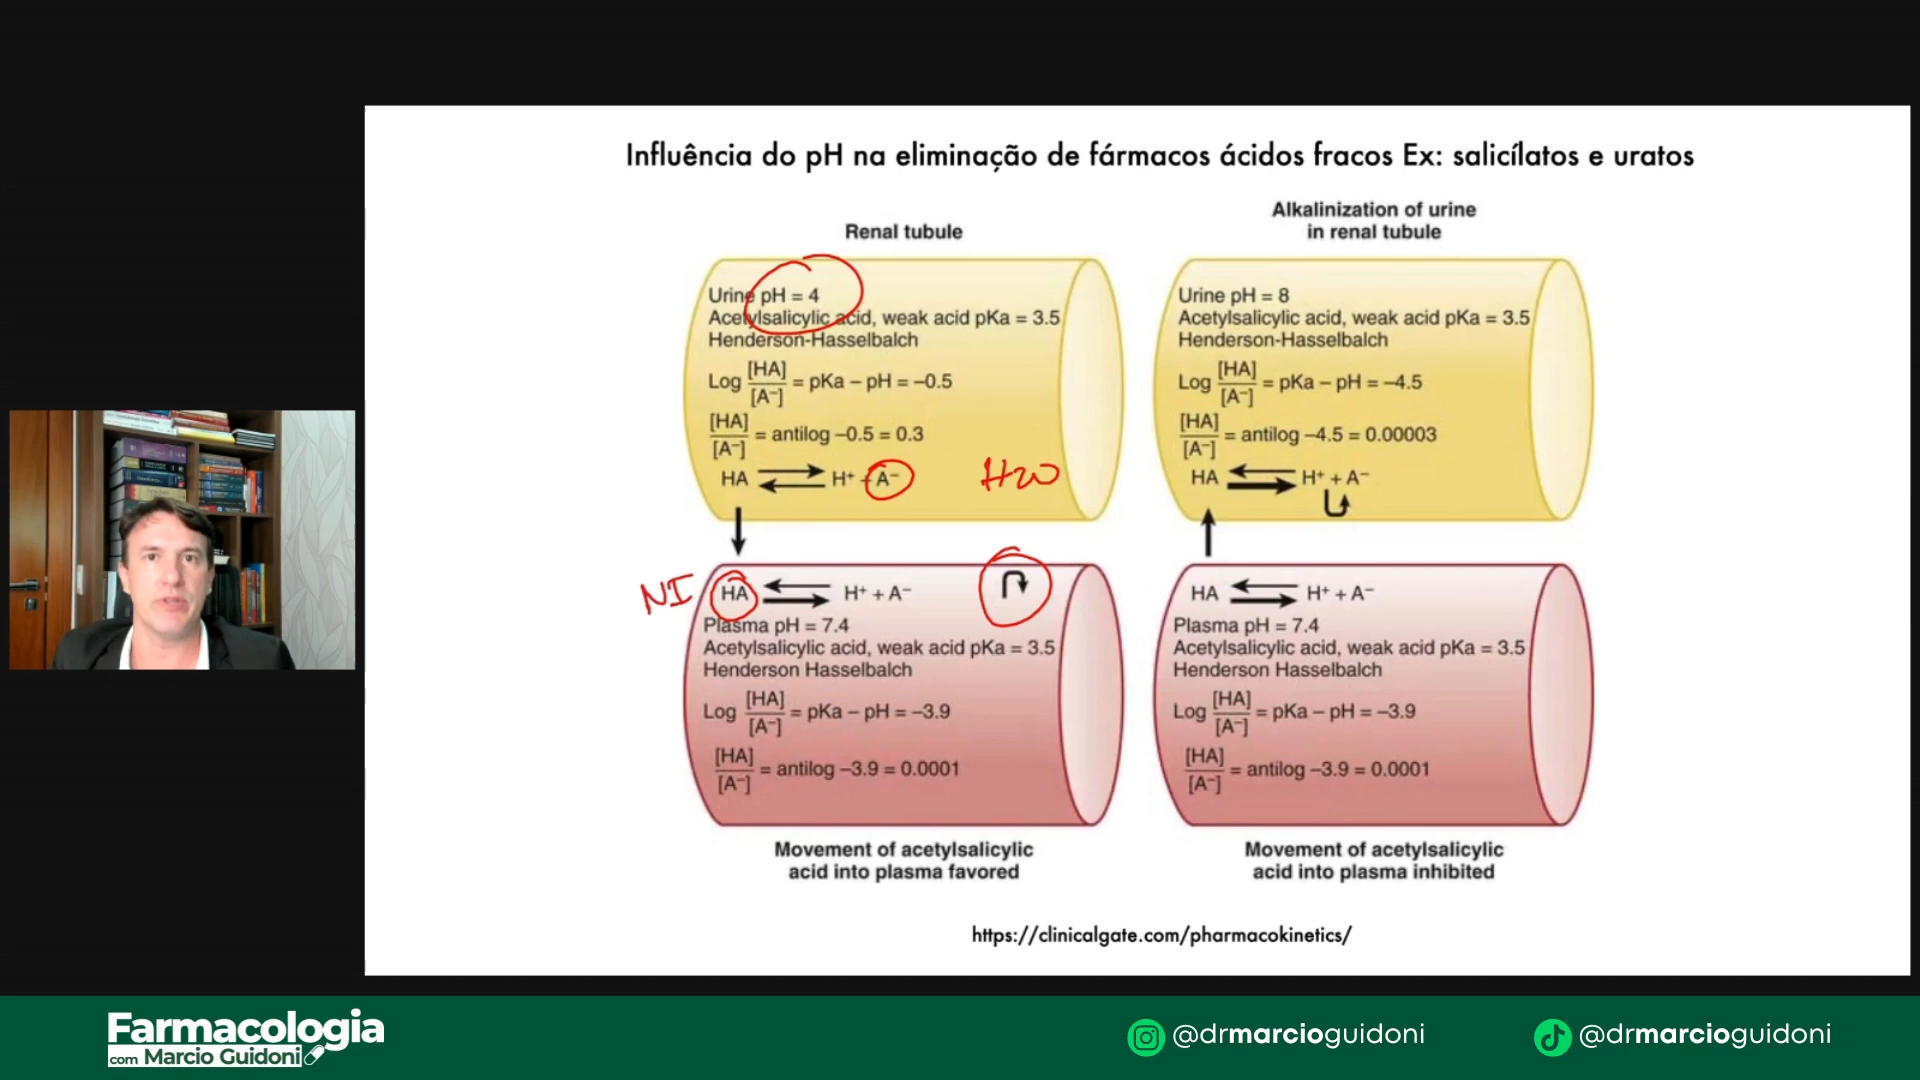 Influência do pH na eliminação de fármacos ácidos fracos Ex: salicílatos e uratos
Renal tubule
Urine pH = 4
Acetylsalicylic acid, weak acid pKa = 3.5
Henderson-Hasselbalch
Log [HA]/[A⁻] = pKa – pH = –0.5
[HA]/[A⁻] = antilog –0.5 = 0.3
HA H⁺ + A⁻
H2O
NI
HA H⁺ + A⁻
Plasma pH = 7.4
Acetylsalicylic acid, weak acid pKa = 3.5
Henderson Hasselbalch
Log [HA]/[A⁻] = pKa – pH = –3.9
[HA]/[A⁻] = antilog –3.9 = 0.0001
Movement of acetylsalicylic
acid into plasma favored
Alkalinization of urine
in renal tubule
Urine pH = 8
Acetylsalicylic acid, weak acid pKa = 3.5
Henderson-Hasselbalch
Log [HA]/[A⁻] = pKa – pH = –4.5
[HA]/[A⁻] = antilog –4.5 = 0.00003
HA H⁺ + A⁻
HA H⁺ + A⁻
Plasma pH = 7.4
Acetylsalicylic acid, weak acid pKa = 3.5
Henderson Hasselbalch
Log [HA]/[A⁻] = pKa – pH = –3.9
[HA]/[A⁻] = antilog –3.9 = 0.0001
Movement of acetylsalicylic
acid into plasma inhibited
https://clinicalgate.com/pharmacokinetics/
Farmacologia
com Marcio Guidoni
@drmarcioguidoni
@drmarcioguidoni